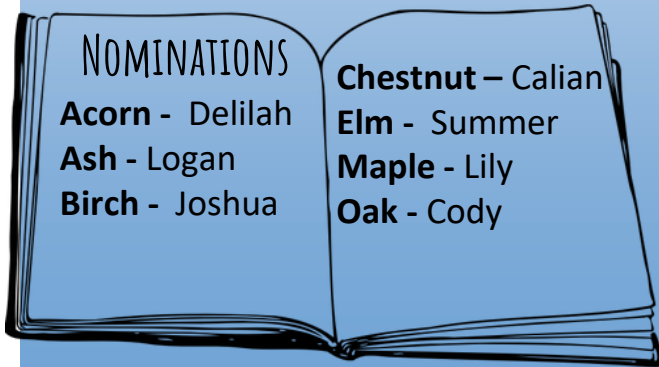 NOMINATIONS
Acorn - Delilah
Ash - Logan
Birch - Joshua
Chestnut – Calian
Elm - Summer
Maple - Lily
Oak - Cody